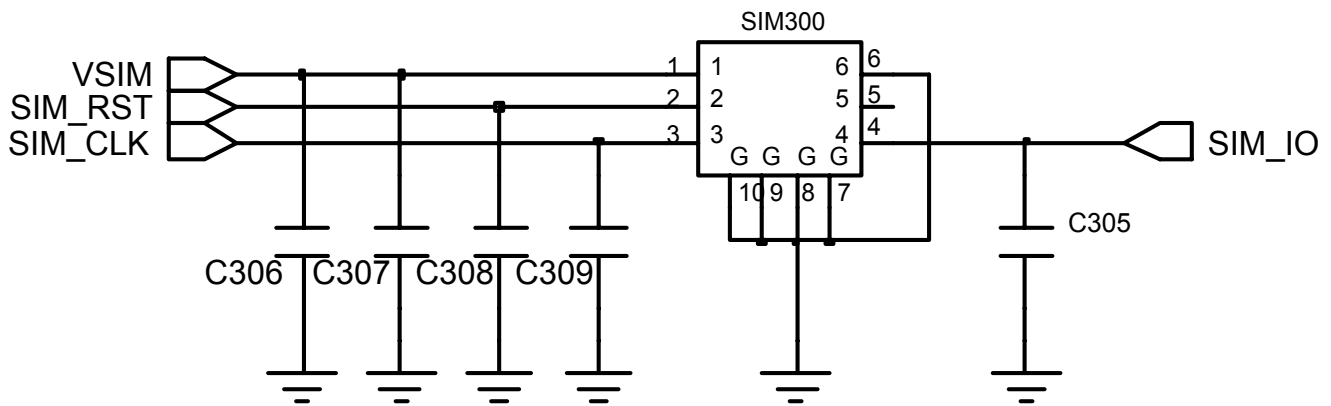 SIM300
VSIM 1 1 6 6
SIM_RST 2 2 5 5
SIM_CLK 3 3 4 4 SIM_IO
G G G G
10 9 8 7
C305
C306 C307 C308 C309